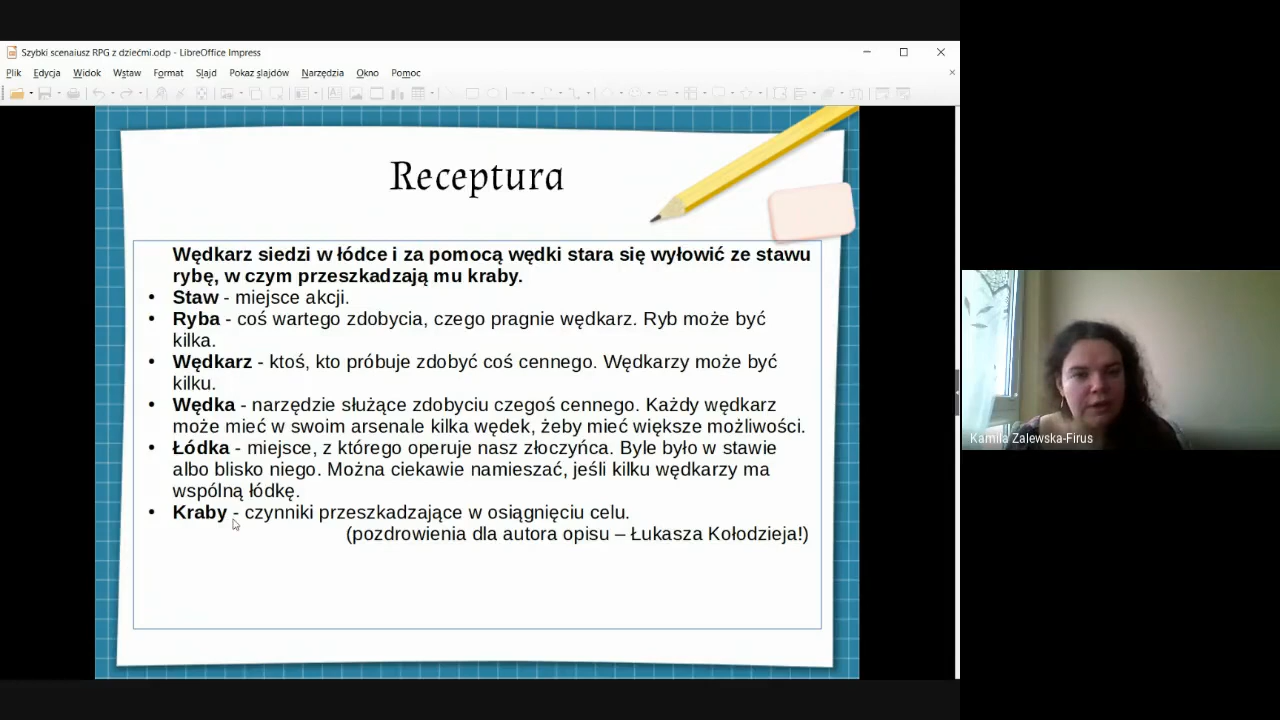 Szybki scenaiusz RPG z dziećmi.odp - LibreOffice Impress
Plik Edycja Widok Wstaw Format Slajd Pokaz slajdów Narzędzia Okno Pomoc
Receptura
Wędkarz siedzi w łódce i za pomocą wędki stara się wyłowić ze stawu
rybę, w czym przeszkadzają mu kraby.
• Staw - miejsce akcji.
• Ryba - coś wartego zdobycia, czego pragnie wędkarz. Ryb może być
kilka.
• Wędkarz - ktoś, kto próbuje zdobyć coś cennego. Wędkarzy może być
kilku.
• Wędka - narzędzie służące zdobyciu czegoś cennego. Każdy wędkarz
może mieć w swoim arsenale kilka wędek, żeby mieć większe możliwości.
• Łódka - miejsce, z którego operuje nasz złoczyńca. Byle było w stawie
albo blisko niego. Można ciekawie namieszać, jeśli kilku wędkarzy ma
wspólną łódkę.
• Kraby - czynniki przeszkadzające w osiągnięciu celu.
(pozdrowienia dla autora opisu – Łukasza Kołodzieja!)
Kamila Zalewska-Firus